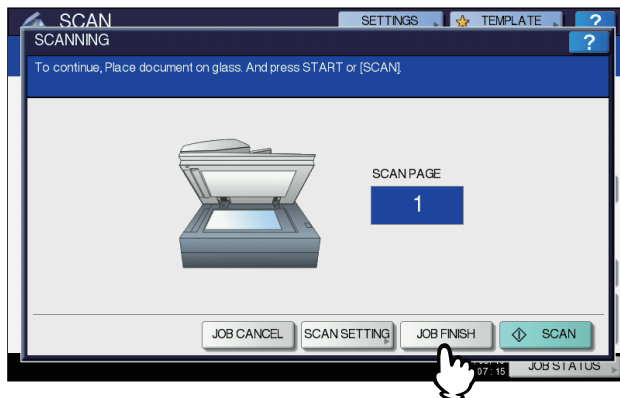 SCAN
SETTINGS
TEMPLATE
?
SCANNING
?
To continue, Place document on glass. And press START or [SCAN].
SCAN PAGE
1
JOB CANCEL
SCAN SETTING
JOB FINISH
SCAN
07 : 15
JOB STATUS